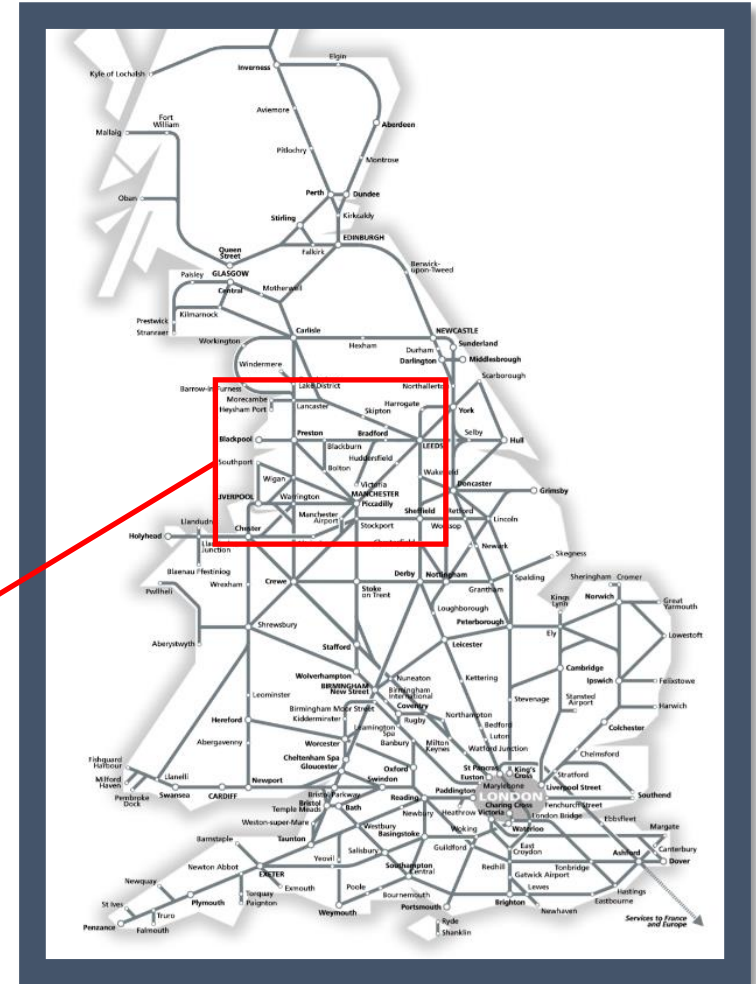 Elgin
Inverness
Kyle of Lochalsh
Aviemore
Fort
William
Aberdeen
Mallaig
Pitlochry
Montrose
Perth
Dundee
Oban
Stirling
Kirkcaldy
EDINBURGH
Queen
Street
Falkirk
Berwick-
upon-Tweed
Paisley
GLASGOW
Central
Motherwell
Prestwick
Kilmarnock
Stranraer
Carlisle
NEWCASTLE
Workington
Hexham
Sunderland
Durham
Darlington
Middlesbrough
Windermere
Scarborough
Barrow-in-Furness
Lake District
Northallerton
Morecambe
Lancaster
Harrogate
Heysham Port
Skipton
York
Blackpool
Preston
Bradford
Selby
Blackburn
LEEDS
Hull
Southport
Huddersfield
Bolton
Wakefield
Wigan
Victoria
MANCHESTER
Doncaster
Grimsby
LIVERPOOL
Warrington
Piccadilly
Manchester
Airport
Sheffield
Retford
Llandudno
Stockport
Worksop
Lincoln
Chester
Holyhead
Junction
Chesterfield
Newark
Skegness
Blaenau Ffestiniog
Derby
Nottingham
Sheringham
Cromer
Pwllheli
Wrexham
Crewe
Stoke
on Trent
Grantham
Spalding
Kings
Lynn
Norwich
Great
Yarmouth
Loughborough
Peterborough
Shrewsbury
Ely
Lowestoft
Aberystwyth
Stafford
Leicester
Wolverhampton
Nuneaton
Cambridge
BIRMINGHAM
New Street
Birmingham
International
Kettering
Ipswich
Felixstowe
Leominster
Coventry
Stevenage
Stansted
Airport
Birmingham Moor Street
Harwich
Hereford
Kidderminster
Rugby
Northampton
Leamington
Spa
Bedford
Colchester
Abergavenny
Worcester
Banbury
Milton
Keynes
Luton
Watford Junction
Chelmsford
Cheltenham Spa
Fishguard
Harbour
Gloucester
Oxford
St Pancras
King's
Cross
Euston
Stratford
Milford
Haven
Llanelli
Newport
Swindon
Marylebone
Liverpool Street
Pembroke
Dock
Swansea
CARDIFF
Bristol Parkway
Paddington
LONDON
Southend
Bristol
Temple Meads
Bath
Reading
Charing Cross
Fenchurch Street
Weston-super-Mare
Newbury
Heathrow
Victoria
London Bridge
Ebbsfleet
Barnstaple
Westbury
Woking
Waterloo
Margate
Taunton
Basingstoke
East
Croydon
Canterbury
Salisbury
Guildford
Newton Abbot
Yeovil
Southampton
Central
Redhill
Tonbridge
Ashford
Dover
EXETER
Gatwick Airport
Newquay
Exmouth
Poole
Lewes
Hastings
Torquay
Paignton
Bournemouth
Eastbourne
St Ives
Plymouth
Portsmouth
Brighton
Newhaven
Truro
Weymouth
Ryde
Services to France
and Europe
Penzance
Falmouth
Shanklin